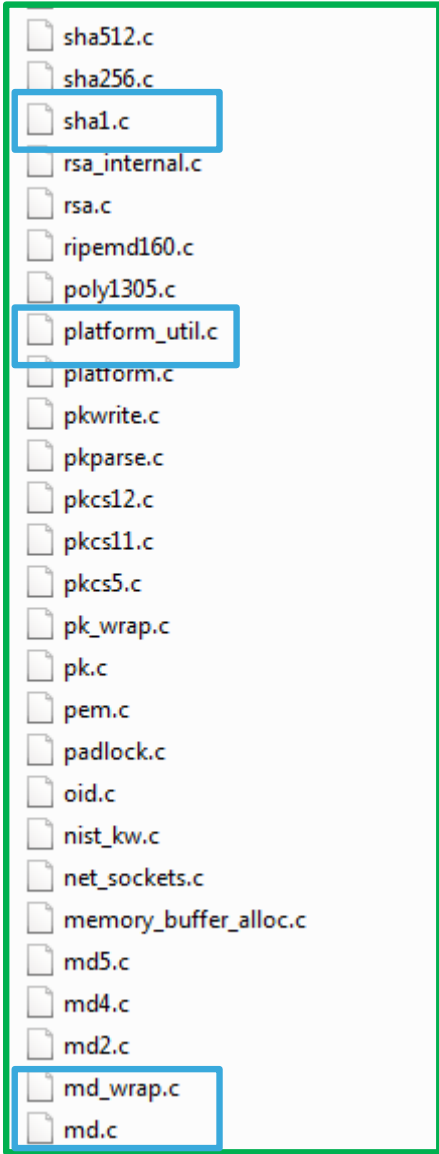 sha512.c
sha256.c
sha1.c
rsa_internal.c
rsa.c
ripemd160.c
poly1305.c
platform_util.c
platform.c
pkwrite.c
pkparse.c
pkcs12.c
pkcs11.c
pkcs5.c
pk_wrap.c
pk.c
pem.c
padlock.c
oid.c
nist_kw.c
net_sockets.c
memory_buffer_alloc.c
md5.c
md4.c
md2.c
md_wrap.c
md.c